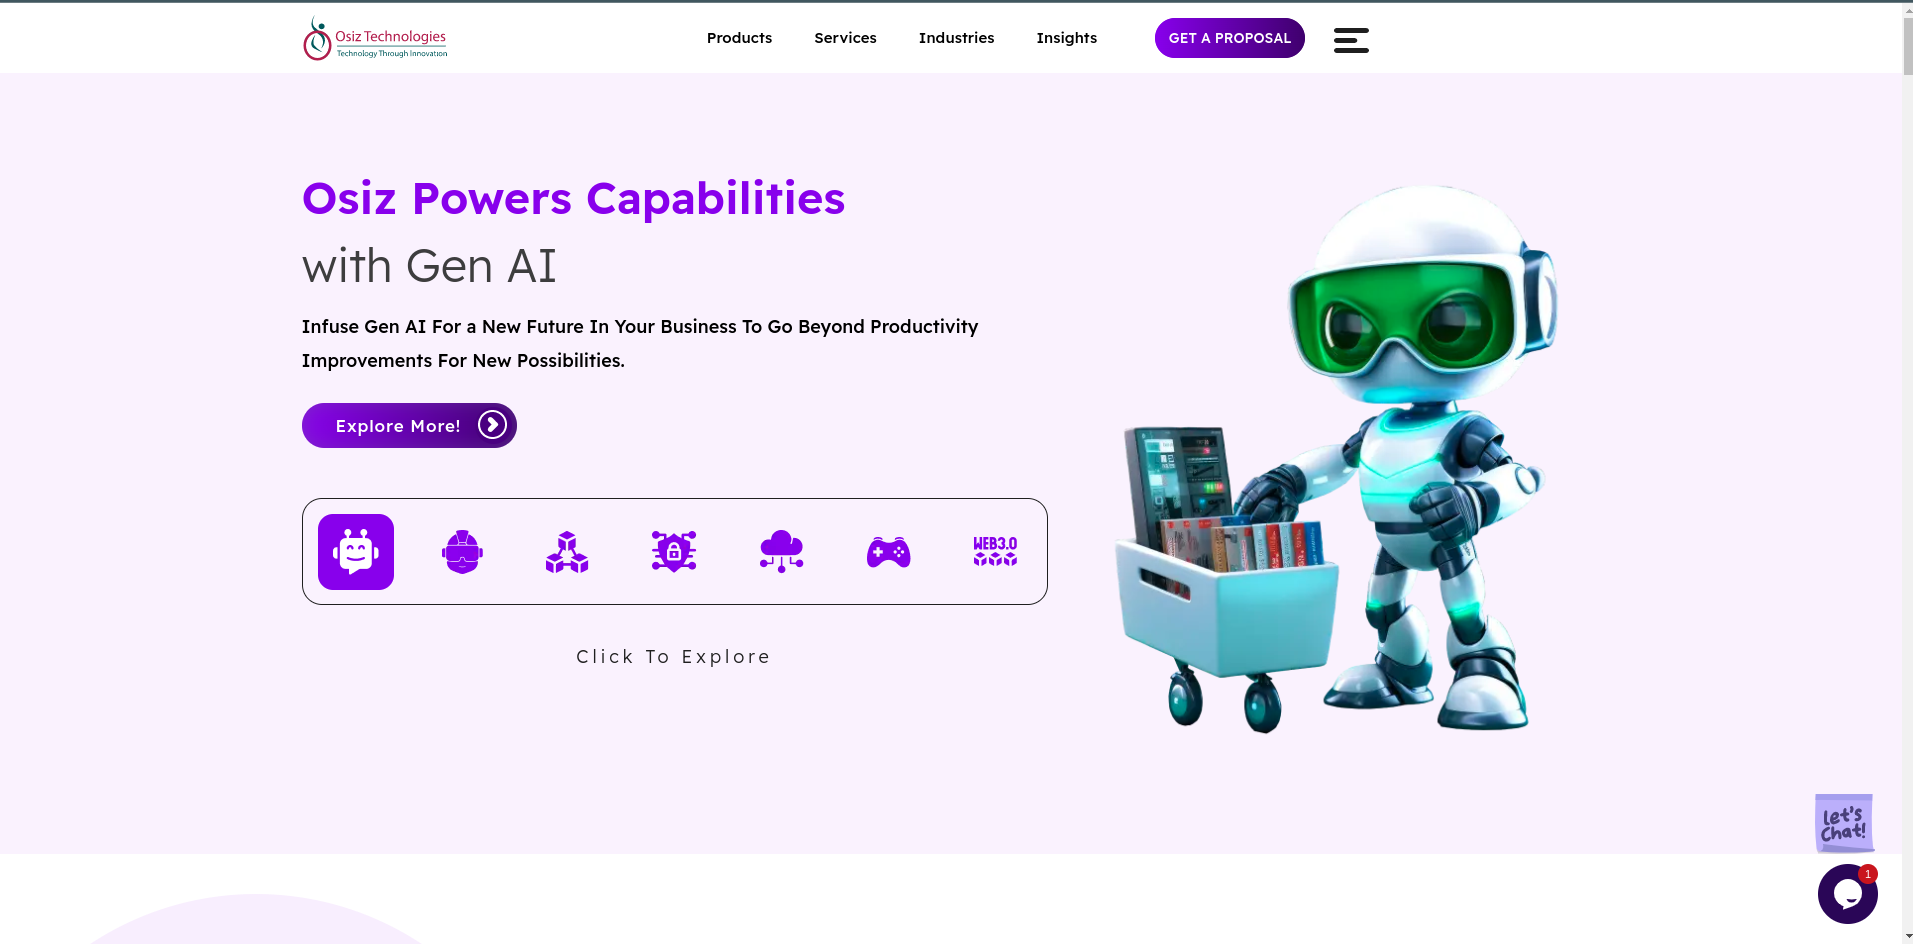 Osiz Technologies
Technology Through Innovation
Products
Services
Industries
Insights
GET A PROPOSAL
Osiz Powers Capabilities
with Gen AI
Infuse Gen AI For a New Future In Your Business To Go Beyond Productivity
Improvements For New Possibilities.
Explore More!
WEB3.0
Click To Explore
let's
Chat!
1